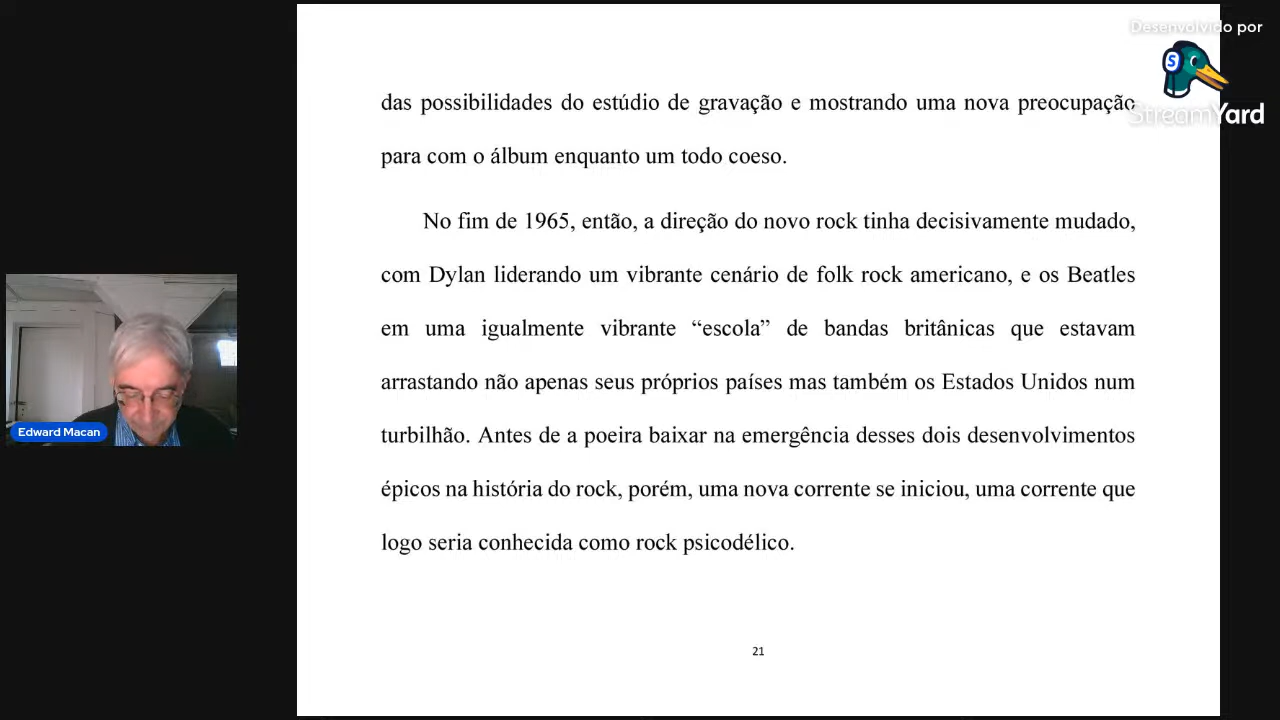 Desenvolvido por
StreamYard
das possibilidades do estúdio de gravação e mostrando uma nova preocupação
para com o álbum enquanto um todo coeso.
No fim de 1965, então, a direção do novo rock tinha decisivamente mudado,
com Dylan liderando um vibrante cenário de folk rock americano, e os Beatles
em uma igualmente vibrante “escola” de bandas britânicas que estavam
arrastando não apenas seus próprios países mas também os Estados Unidos num
turbilhão. Antes de a poeira baixar na emergência desses dois desenvolvimentos
épicos na história do rock, porém, uma nova corrente se iniciou, uma corrente que
logo seria conhecida como rock psicodélico.
21
Edward Macan
S